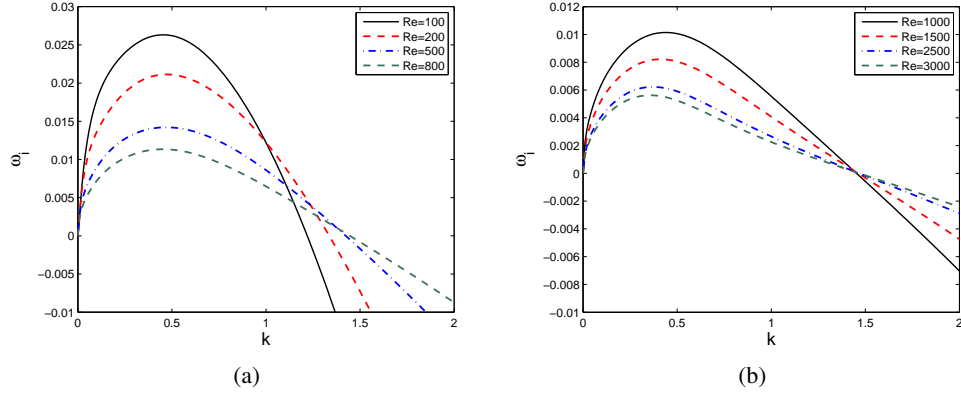 0.03
0.025
0.02
0.015
0.01
0.005
0
−0.005
−0.01
ω_i
0 0.5 1 1.5 2
k
Re=100
Re=200
Re=500
Re=800
(a)
0.01
0.01
0.008
0.006
0.004
0.002
0
−0.002
−0.004
−0.006
−0.008
−0.01
ω_i
0 0.5 1 1.5 2
k
Re=1000
Re=1500
Re=2500
Re=3000
(b)